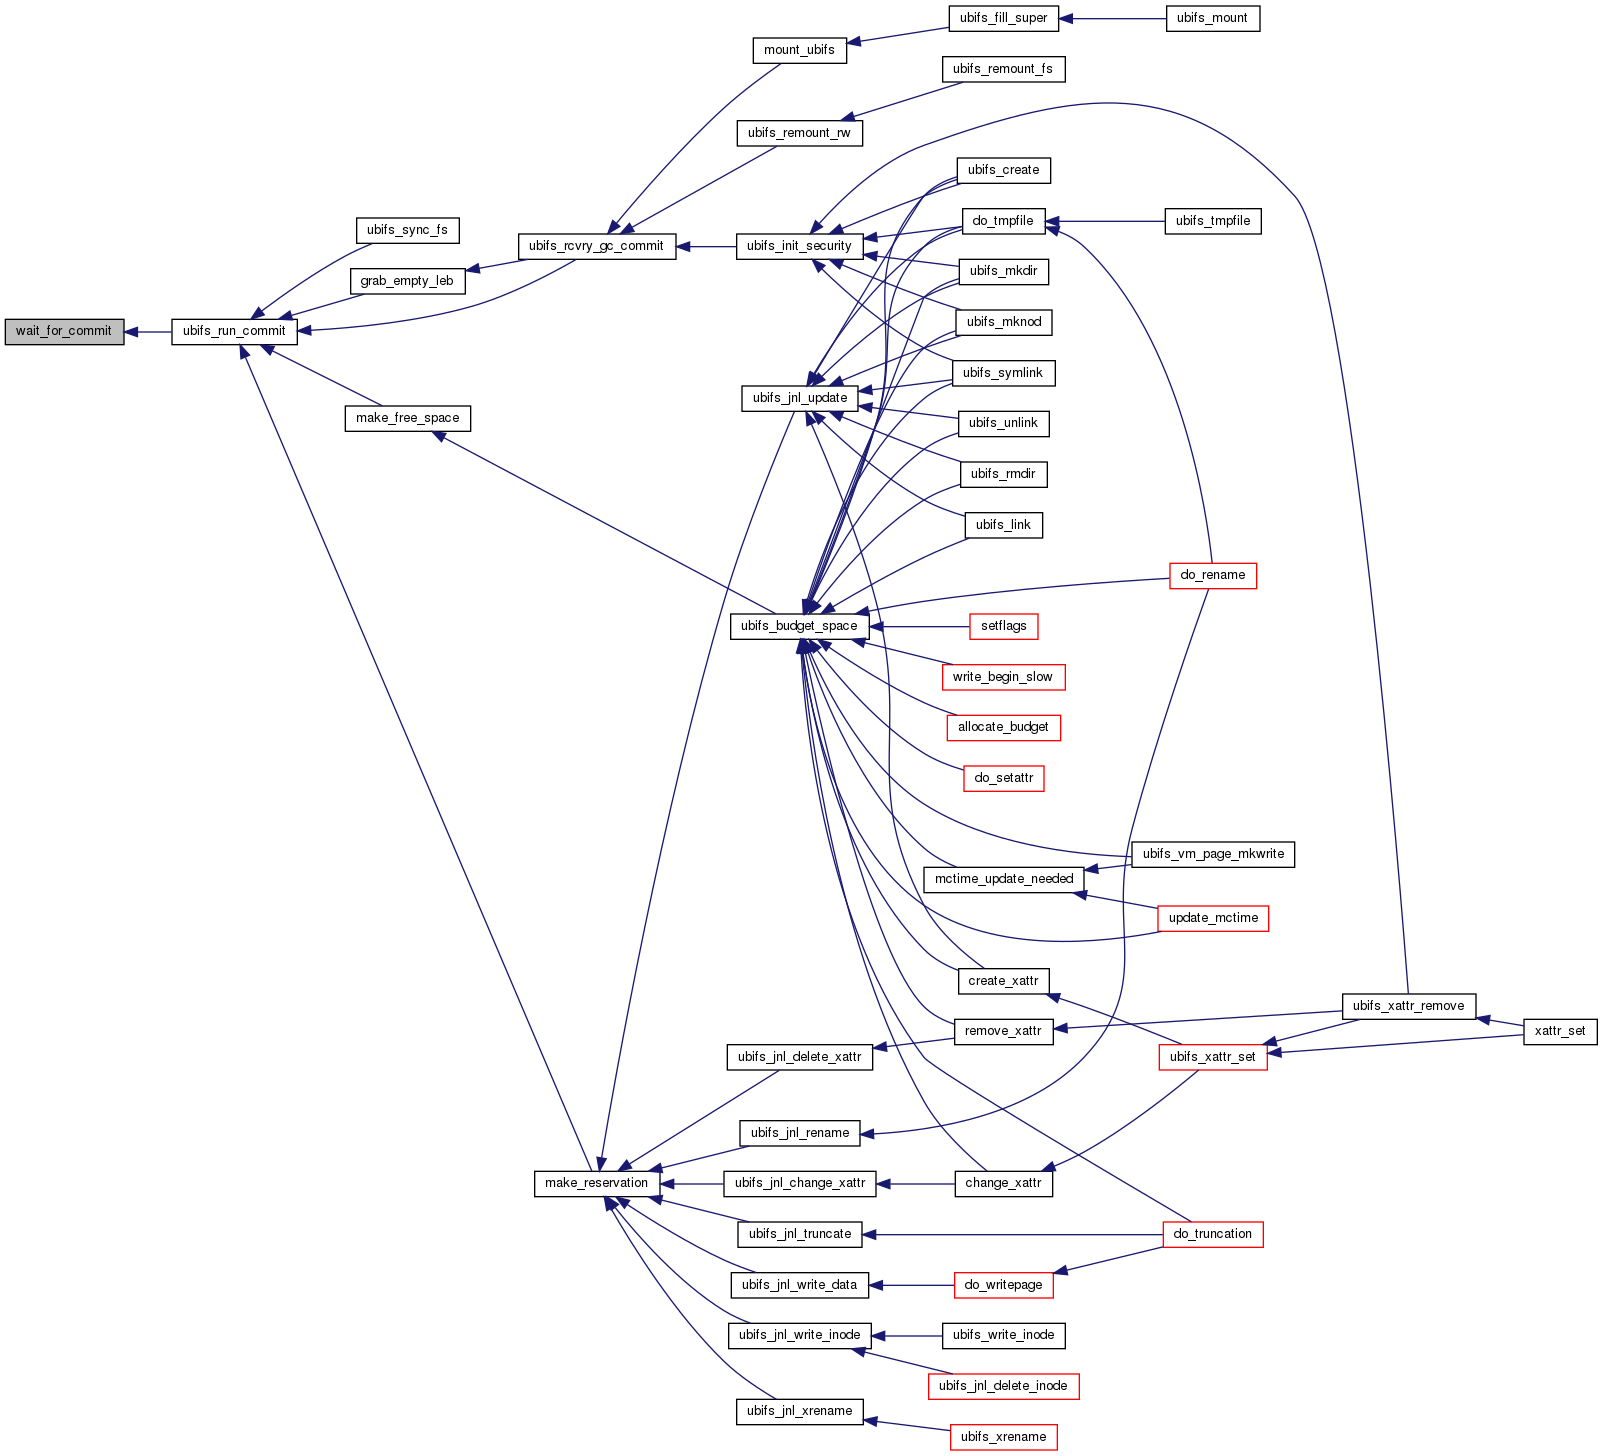 ubifs_fill_super
ubifs_mount
mount_ubifs
ubifs_remount_fs
ubifs_remount_rw
ubifs_create
do_tmpfile
ubifs_tmpfile
ubifs_sync_fs
ubifs_rcvry_gc_commit
ubifs_init_security
ubifs_mkdir
grab_empty_leb
ubifs_mknod
wait_for_commit
ubifs_run_commit
ubifs_symlink
ubifs_jnl_update
make_free_space
ubifs_unlink
ubifs_rmdir
ubifs_link
do_rename
ubifs_budget_space
setflags
write_begin_slow
allocate_budget
do_setattr
ubifs_vm_page_mkwrite
mctime_update_needed
update_mctime
create_xattr
ubifs_xattr_remove
remove_xattr
xattr_set
ubifs_jnl_delete_xattr
ubifs_xattr_set
ubifs_jnl_rename
make_reservation
ubifs_jnl_change_xattr
change_xattr
ubifs_jnl_truncate
do_truncation
ubifs_jnl_write_data
do_writepage
ubifs_jnl_write_inode
ubifs_write_inode
ubifs_jnl_delete_inode
ubifs_jnl_xrename
ubifs_xrename